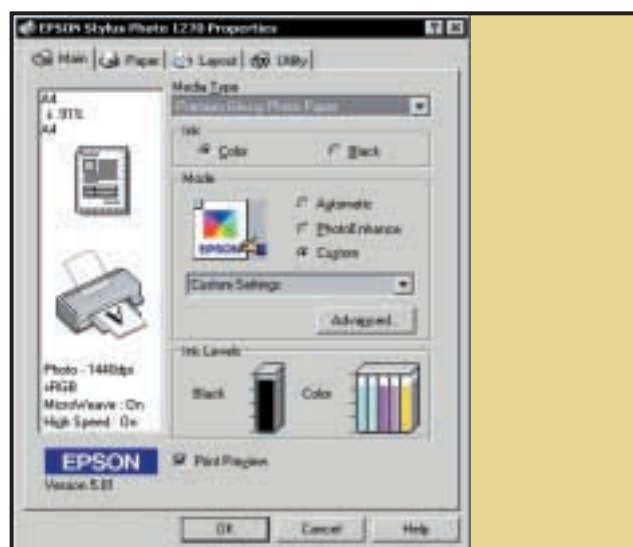 EPSON Stylus Photo 1270 Properties
Main Paper Layout Utility
A4
↓ 91%
A4
Media Type
Premium Glossy Photo Paper
Ink
Color Black
Mode
Automatic
PhotoEnhance
Custom
EPSON
Custom Settings
Advanced...
Ink Levels
Black Color
Photo - 1440dpi
sRGB
MicroWeave : On
High Speed : On
EPSON
Print Preview
Version 5.01
OK Cancel Help